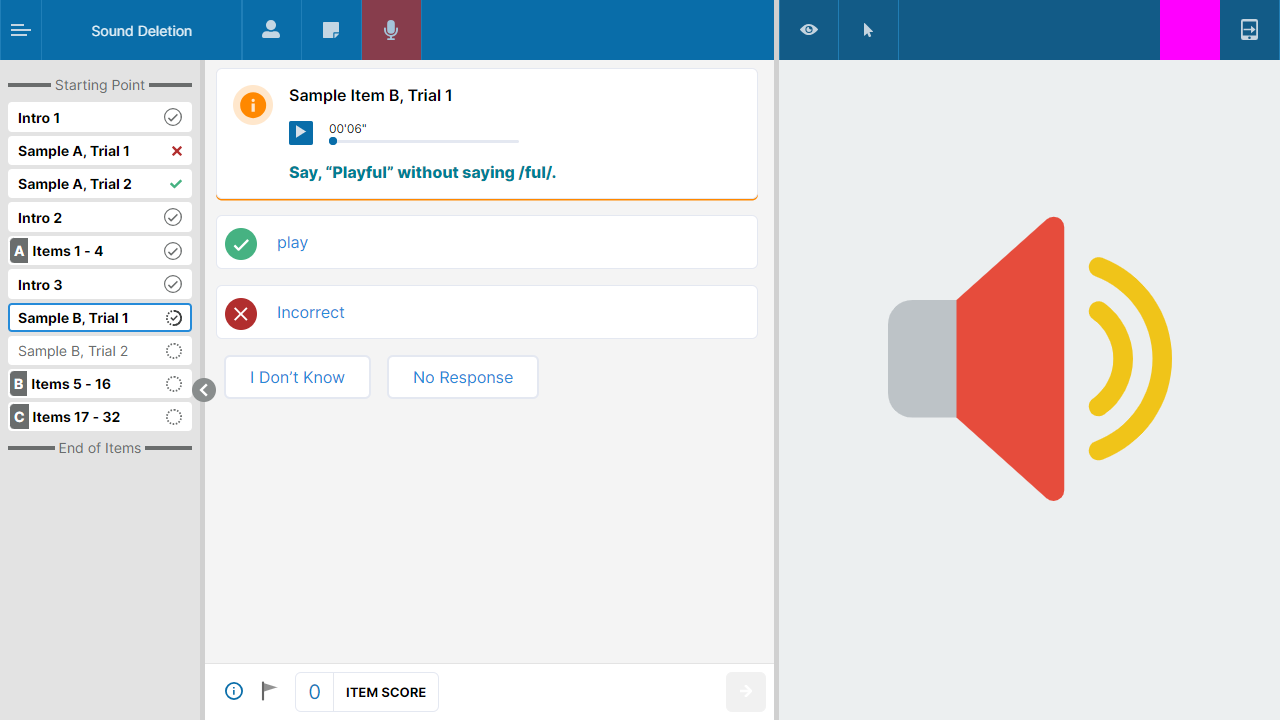 Sound Deletion
Starting Point
Intro 1
Sample A, Trial 1
Sample A, Trial 2
Intro 2
A Items 1 - 4
Intro 3
Sample B, Trial 1
Sample B, Trial 2
B Items 5 - 16
C Items 17 - 32
End of Items
Sample Item B, Trial 1
00'06"
Say, “Playful” without saying /ful/.
play
Incorrect
I Don’t Know
No Response
0 ITEM SCORE